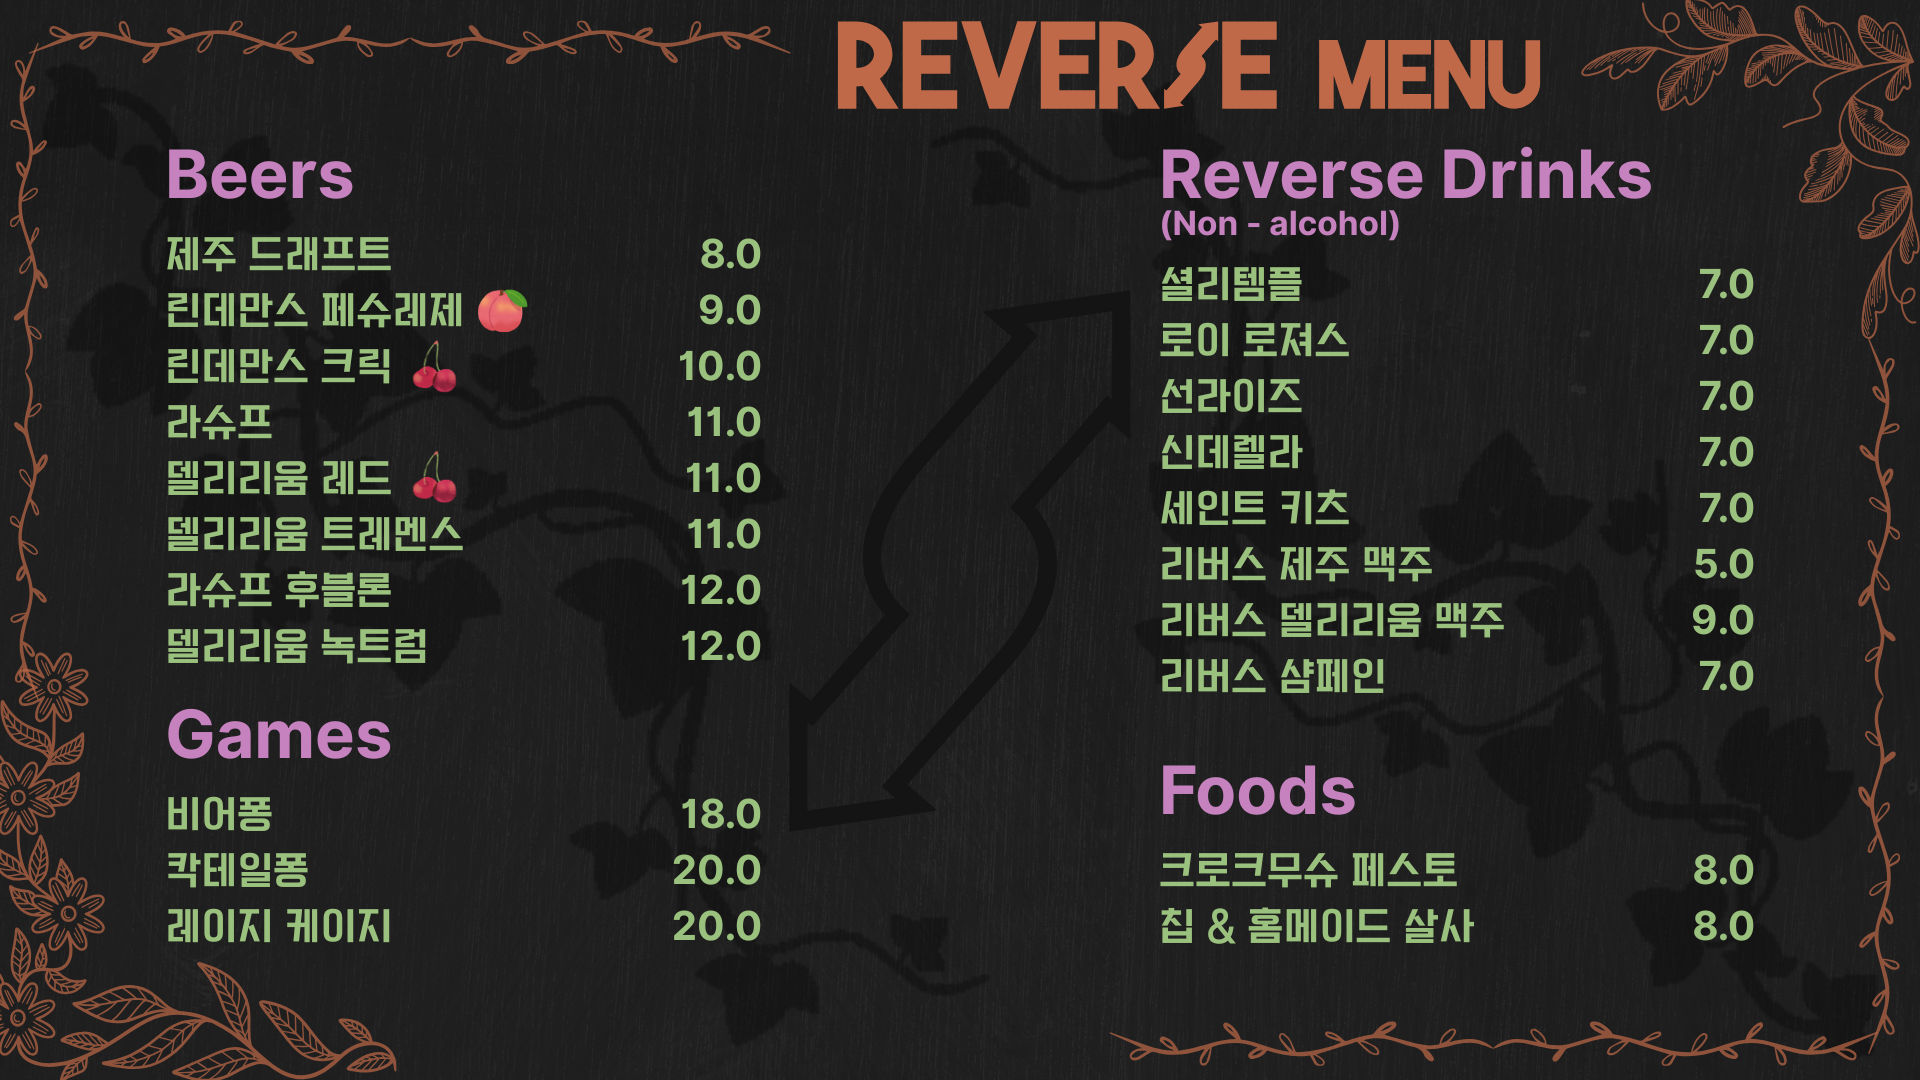 REVERSE MENU
Beers
제주 드래프트 8.0
린데만스 페슈레제 🍑 9.0
린데만스 크릭 🍒 10.0
라슈프 11.0
델리리움 레드 🍒 11.0
델리리움 트레멘스 11.0
라슈프 후블론 12.0
델리리움 녹트럼 12.0
Games
비어퐁 18.0
칵테일퐁 20.0
레이지 케이지 20.0
Reverse Drinks
(Non - alcohol)
셜리템플 7.0
로이 로져스 7.0
선라이즈 7.0
신데렐라 7.0
세인트 키츠 7.0
리버스 제주 맥주 5.0
리버스 델리리움 맥주 9.0
리버스 샴페인 7.0
Foods
크로크무슈 페스토 8.0
칩 & 홈메이드 살사 8.0